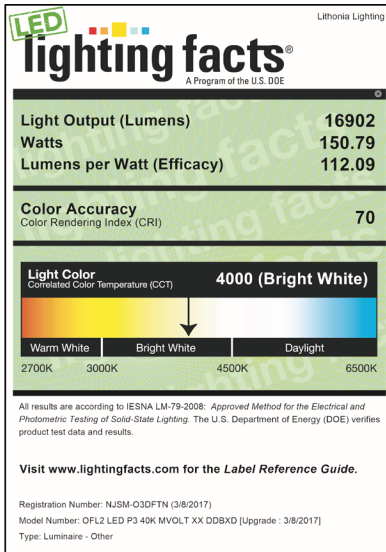 LED
Lithonia Lighting
lighting facts®
A Program of the U.S. DOE
Light Output (Lumens) 16902
Watts 150.79
Lumens per Watt (Efficacy) 112.09
Color Accuracy 70
Color Rendering Index (CRI)
Light Color 4000 (Bright White)
Correlated Color Temperature (CCT)
Warm White Bright White Daylight
2700K 3000K 4500K 6500K
All results are according to IESNA LM-79-2008: Approved Method for the Electrical and
Photometric Testing of Solid-State Lighting. The U.S. Department of Energy (DOE) verifies
product test data and results.
Visit www.lightingfacts.com for the Label Reference Guide.
Registration Number: NJSM-O3DFTN (3/8/2017)
Model Number: OFL2 LED P3 40K MVOLT XX DDBXD [Upgrade : 3/8/2017]
Type: Luminaire - Other